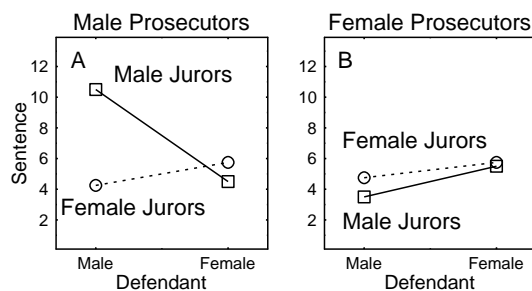 Male Prosecutors
Female Prosecutors
A
B
Male Jurors
Female Jurors
Female Jurors
Male Jurors
Sentence
12
10
8
6
4
2
12
10
8
6
4
2
Male Female
Male Female
Defendant
Defendant